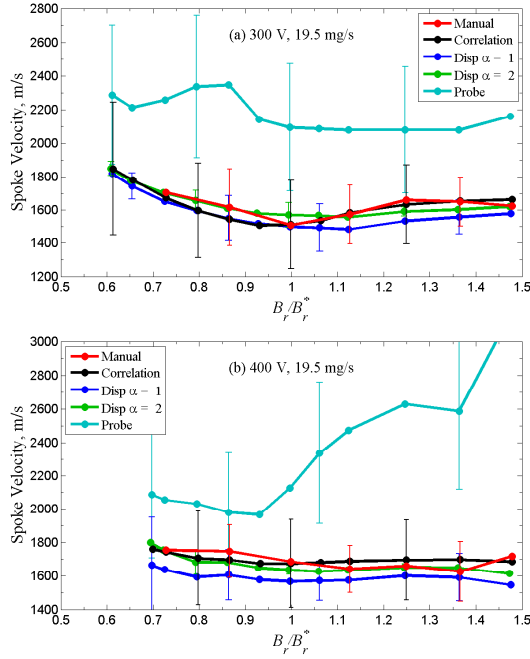 (a) 300 V, 19.5 mg/s
Manual
Correlation
Disp α − 1
Disp α = 2
Probe
Spoke Velocity, m/s
2800
2600
2400
2200
2000
1800
1600
1400
1200
0.5 0.6 0.7 0.8 0.9 1.0 1.1 1.2 1.3 1.4 1.5
B_r/B_r^*
(b) 400 V, 19.5 mg/s
Manual
Correlation
Disp α − 1
Disp α = 2
Probe
Spoke Velocity, m/s
3000
2800
2600
2400
2200
2000
1800
1600
1400
0.5 0.6 0.7 0.8 0.9 1.0 1.1 1.2 1.3 1.4 1.5
B_r/B_r^*